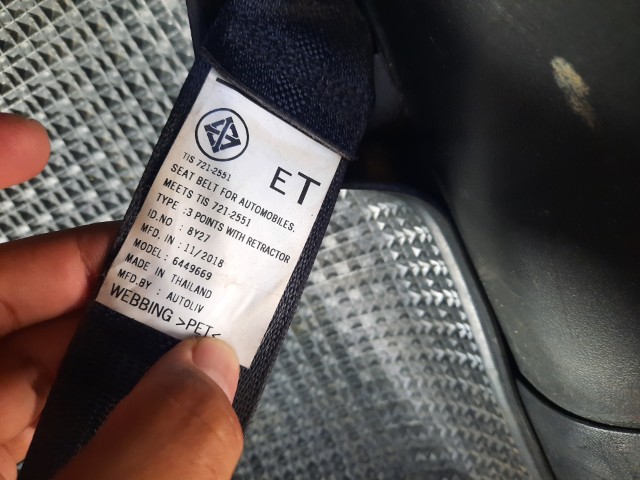 TIS 721-2551
ET
SEAT BELT FOR AUTOMOBILES.
MEETS TIS 721-2551
TYPE :3 POINTS WITH RETRACTOR
ID.NO : 8Y27
MFD.IN : 11/2018
MODEL: 6449669
MADE IN THAILAND
MFD.BY : AUTOLIV
WEBBING >PET<